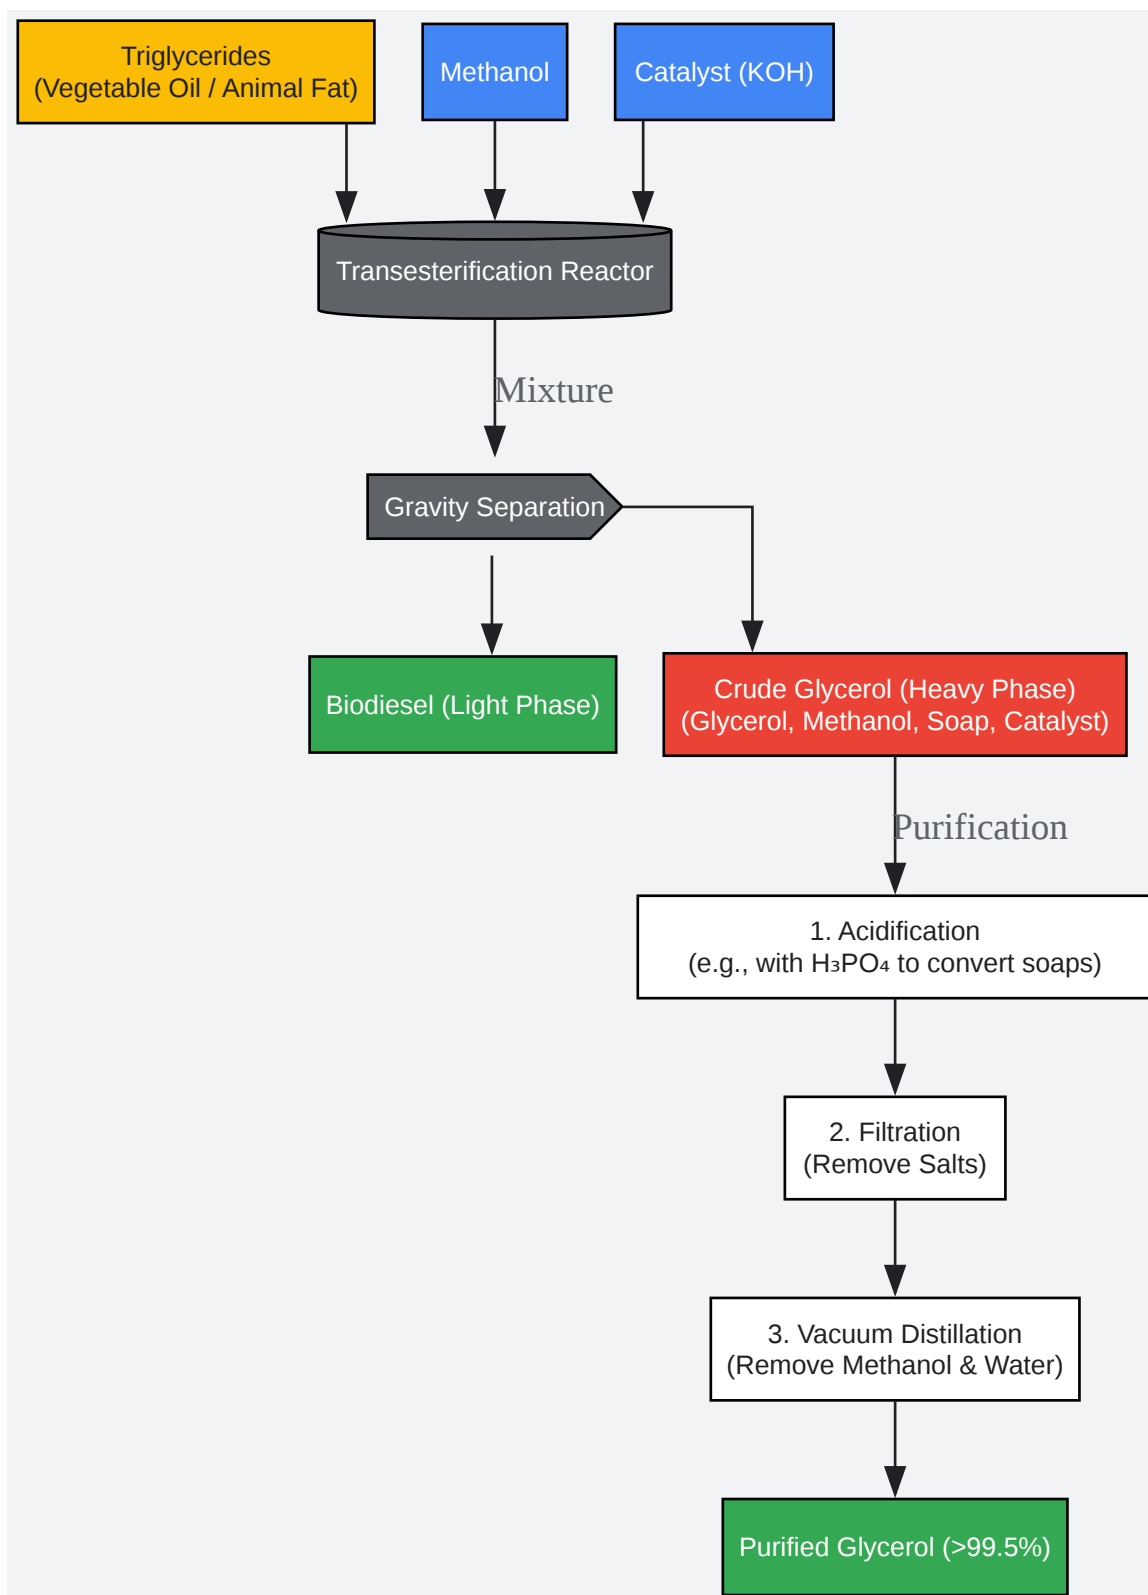 Triglycerides
(Vegetable Oil / Animal Fat)
Methanol
Catalyst (KOH)
Transesterification Reactor
Mixture
Gravity Separation
Biodiesel (Light Phase)
Crude Glycerol (Heavy Phase)
(Glycerol, Methanol, Soap, Catalyst)
Purification
1. Acidification
(e.g., with H₃PO₄ to convert soaps)
2. Filtration
(Remove Salts)
3. Vacuum Distillation
(Remove Methanol & Water)
Purified Glycerol (>99.5%)